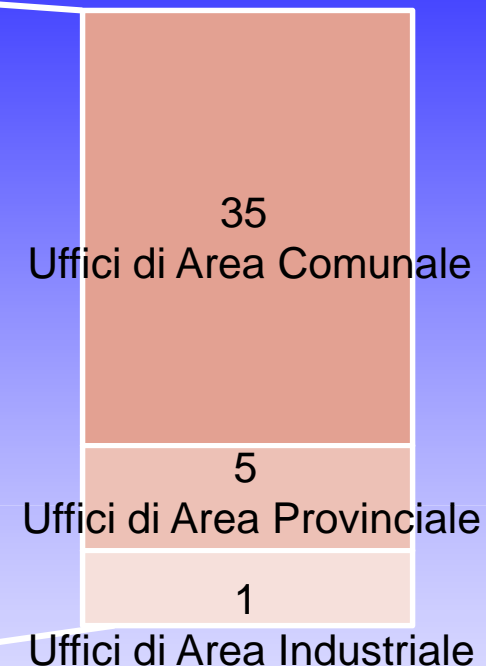 35
Uffici di Area Comunale
5
Uffici di Area Provinciale
1
Uffici di Area Industriale